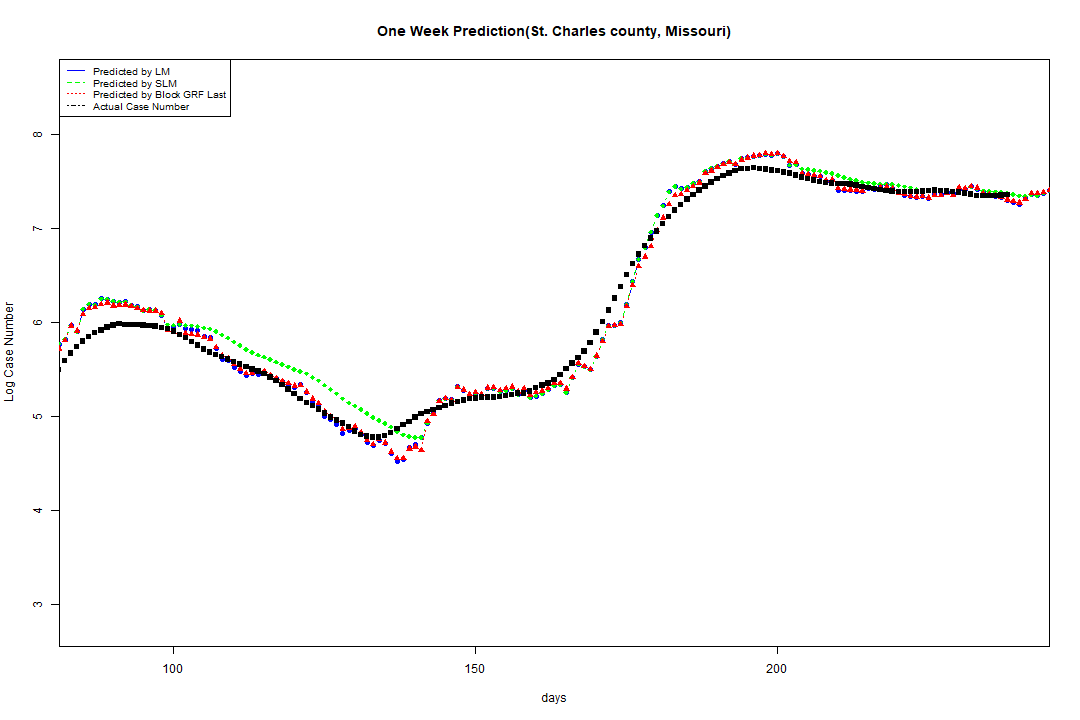 One Week Prediction(St. Charles county, Missouri)
Predicted by LM
Predicted by SLM
Predicted by Block GRF Last
Actual Case Number
8
7
6
5
4
3
Log Case Number
100 150 200
days